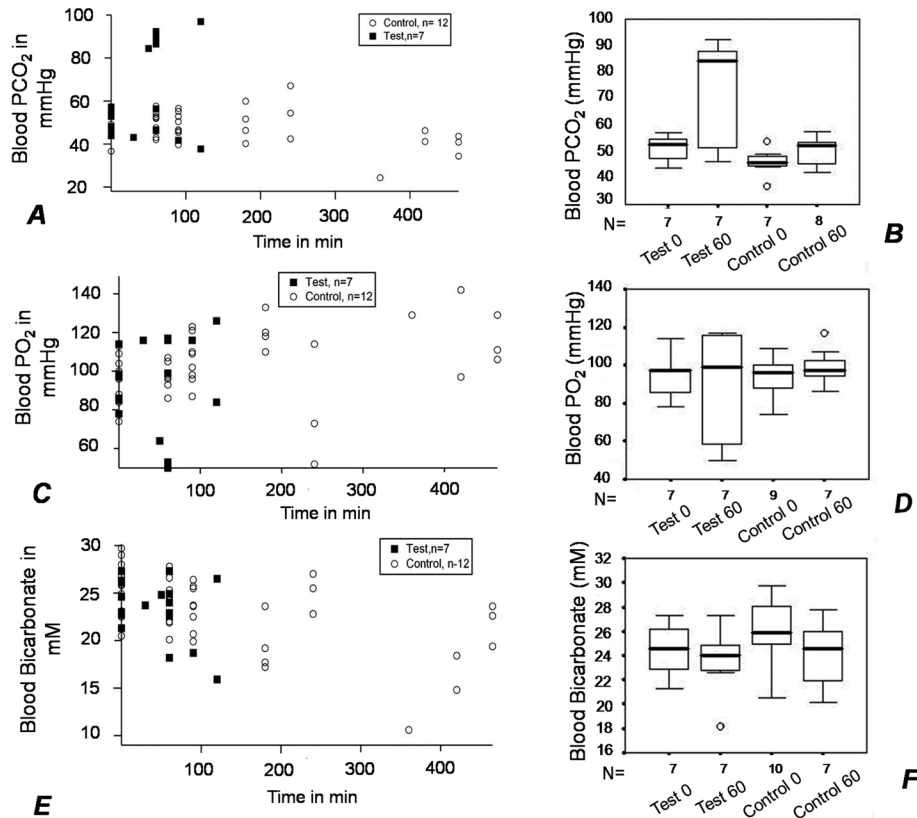 Blood PCO2 in
mmHg
100
80
60
40
20
Control, n= 12
Test,n=7
100
200
300
400
Time in min
A
Blood PCO2 (mmHg)
100
90
80
70
60
50
40
30
N=
7
7
7
8
Test 0
Test 60
Control 0
Control 60
B
Blood PO2 in
mmHg
140
120
100
80
60
Test, n=7
Control, n=12
100
200
300
400
Time in min
C
Blood PO2 (mmHg)
140
120
100
80
60
40
N=
7
7
9
7
Test 0
Test 60
Control 0
Control 60
D
Blood Bicarbonate in
mM
30
25
20
15
10
Test,n=7
Control, n-12
100
200
300
400
Time in min
E
Blood Bicarbonate (mM)
32
30
28
26
24
22
20
18
16
N=
7
7
10
7
Test 0
Test 60
Control 0
Control 60
F